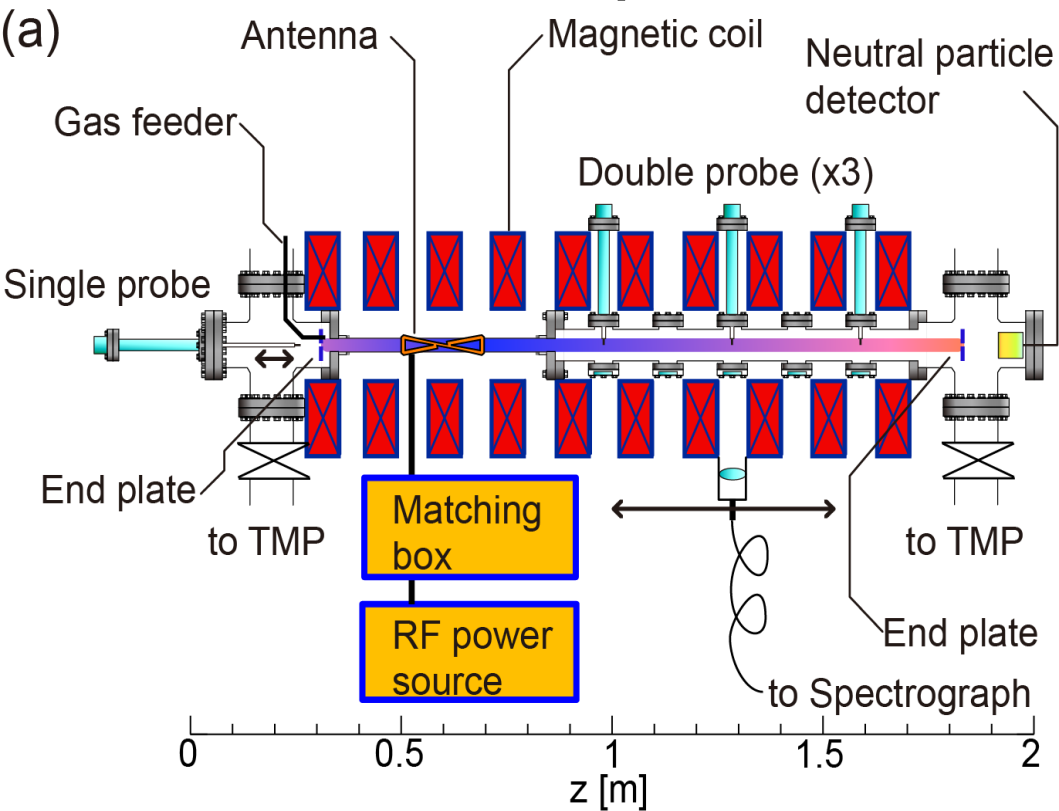 (a)
Antenna
Magnetic coil
Neutral particle
detector
Gas feeder
Double probe (x3)
Single probe
End plate
Matching
box
to TMP
to TMP
RF power
source
End plate
to Spectrograph
0
0.5
1
1.5
2
z [m]